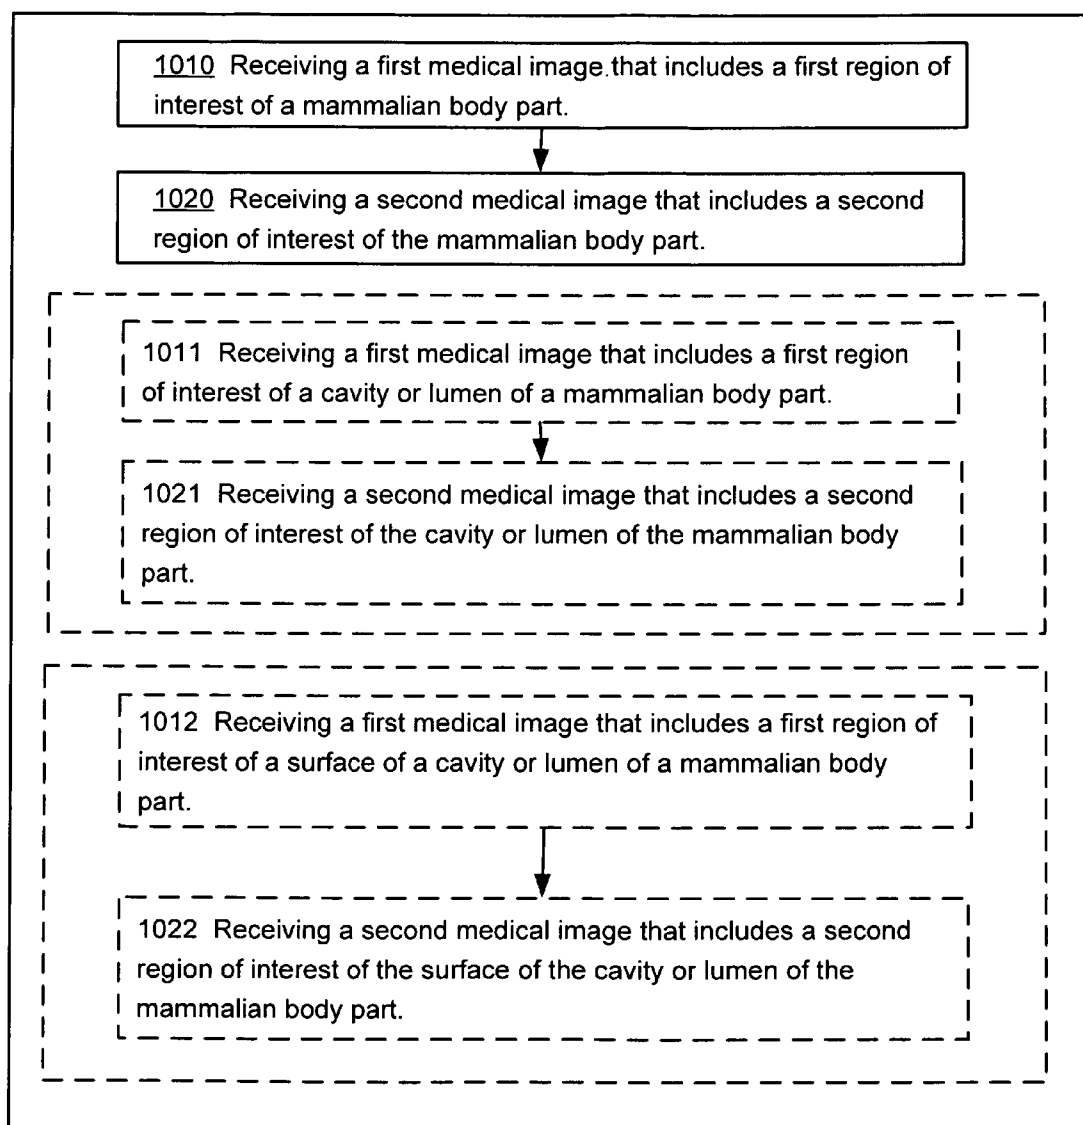 1010 Receiving a first medical image that includes a first region of
interest of a mammalian body part.
1020 Receiving a second medical image that includes a second
region of interest of the mammalian body part.
1011 Receiving a first medical image that includes a first region
of interest of a cavity or lumen of a mammalian body part.
1021 Receiving a second medical image that includes a second
region of interest of the cavity or lumen of the mammalian body
part.
1012 Receiving a first medical image that includes a first region of
interest of a surface of a cavity or lumen of a mammalian body
part.
1022 Receiving a second medical image that includes a second
region of interest of the surface of the cavity or lumen of the
mammalian body part.